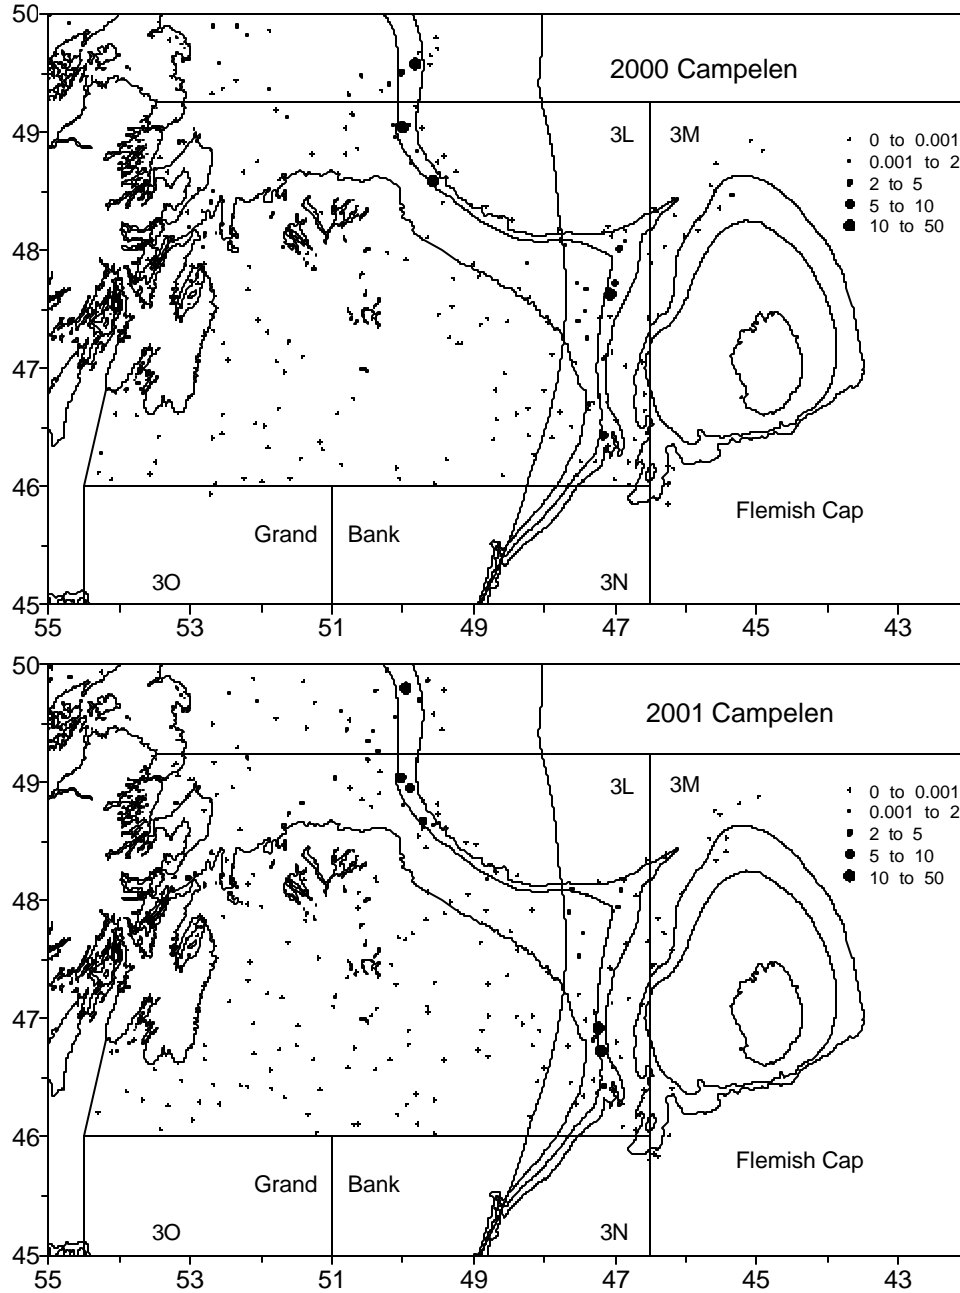 50
2000 Campelen
49
3L
3M
0 to 0.001
0.001 to 2
2 to 5
5 to 10
10 to 50
48
47
46
Flemish Cap
Grand
Bank
3O
3N
45
55
53
51
49
47
45
43
50
2001 Campelen
49
3L
3M
0 to 0.001
0.001 to 2
2 to 5
5 to 10
10 to 50
48
47
46
Flemish Cap
Grand
Bank
3O
3N
45
55
53
51
49
47
45
43